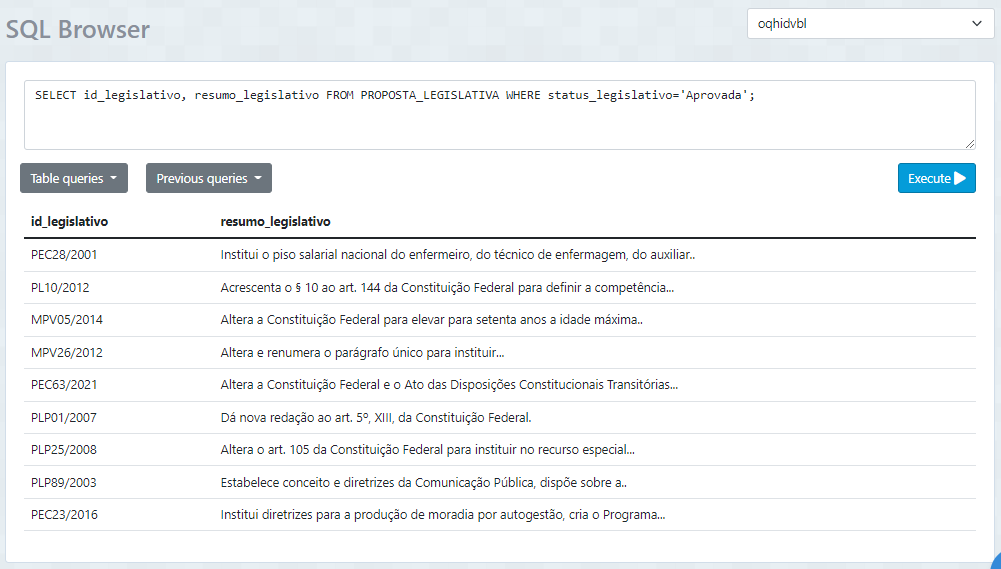 SQL Browser
oqhidvbl
SELECT id_legislativo, resumo_legislativo FROM PROPOSTA_LEGISLATIVA WHERE status_legislativo='Aprovada';
Table queries
Previous queries
Execute
id_legislativo resumo_legislativo
PEC28/2001 Institui o piso salarial nacional do enfermeiro, do técnico de enfermagem, do auxiliar..
PL10/2012 Acrescenta o § 10 ao art. 144 da Constituição Federal para definir a competência...
MPV05/2014 Altera a Constituição Federal para elevar para setenta anos a idade máxima..
MPV26/2012 Altera e renumera o parágrafo único para instituir...
PEC63/2021 Altera a Constituição Federal e o Ato das Disposições Constitucionais Transitórias...
PLP01/2007 Dá nova redação ao art. 5º, XIII, da Constituição Federal.
PLP25/2008 Altera o art. 105 da Constituição Federal para instituir no recurso especial...
PLP89/2003 Estabelece conceito e diretrizes da Comunicação Pública, dispõe sobre a..
PEC23/2016 Institui diretrizes para a produção de moradia por autogestão, cria o Programa...